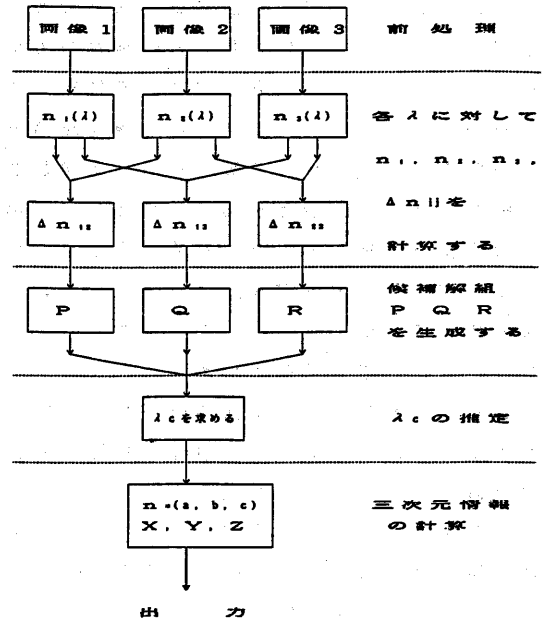 画像1 画像2 画像3 前処理
n₁(λ) n₂(λ) n₃(λ) 各λに対して
n₁, n₂, n₃,
Δn₁₂ Δn₁₃ Δn₂₃ Δnijを
計算する
P Q R 候補解組
P Q R
を生成する
λcを求める λcの推定
n=(a, b, c) 三次元情報
X, Y, Z の計算
出力